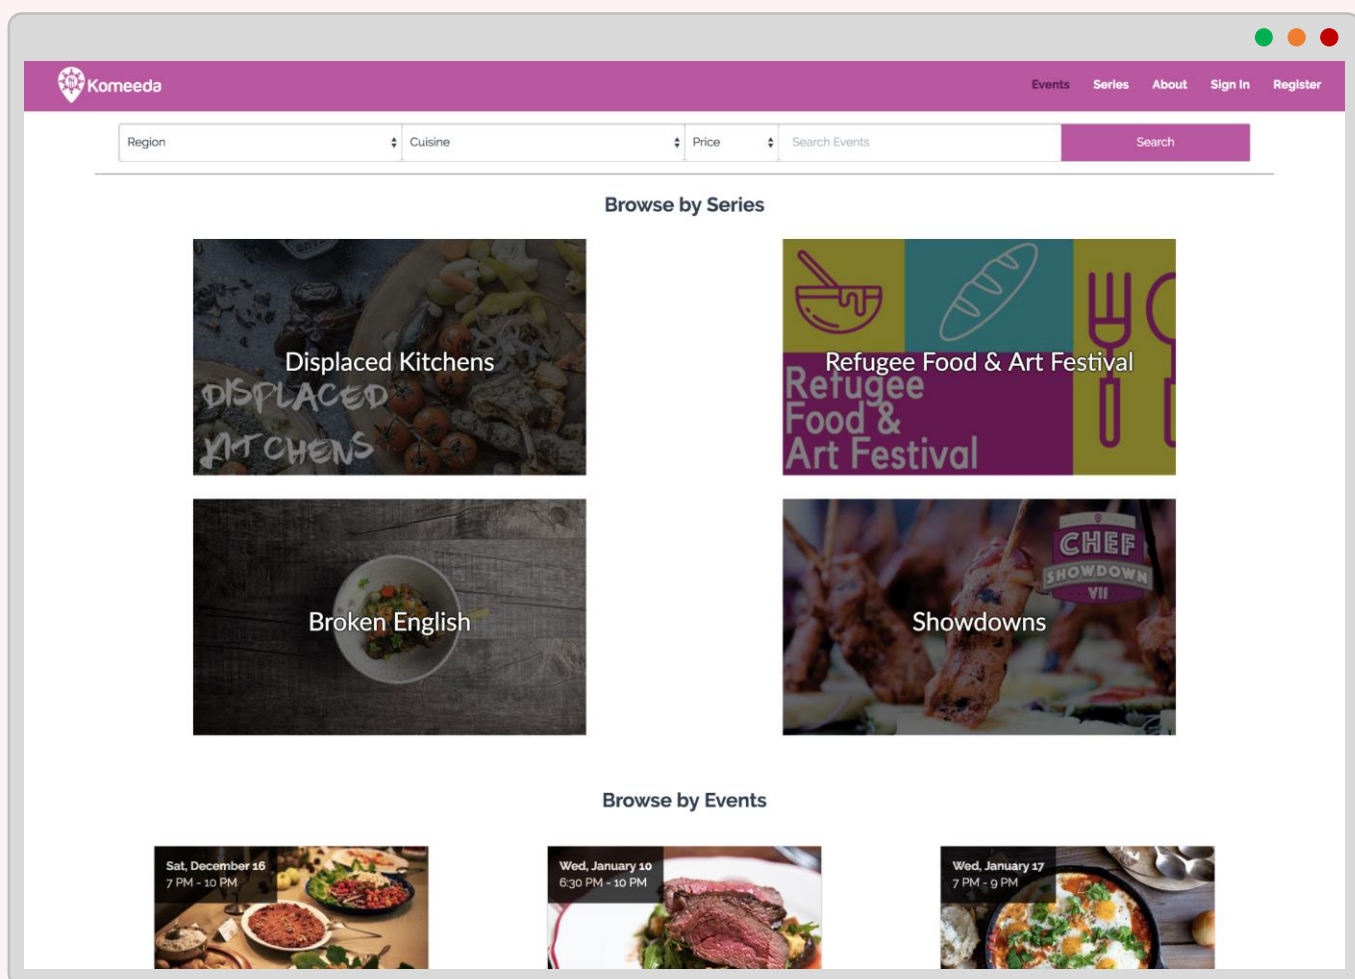 Komeeda
Events Series About Sign In Register
Region Cuisine Price Search Events Search
Browse by Series
Displaced Kitchens
DISPLACED
KITCHENS
Refugee Food & Art Festival
Refugee
Food &
Art Festival
Broken English
Showdowns
CHEF
SHOWDOWN
VII
Browse by Events
Sat, December 16
7 PM - 10 PM
Wed, January 10
6:30 PM - 10 PM
Wed, January 17
7 PM - 9 PM